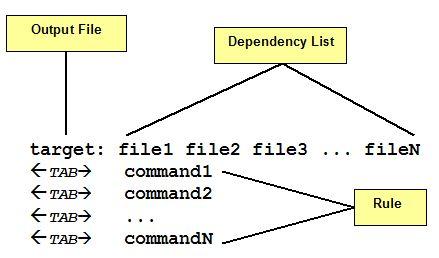 Output File
Dependency List
target: file1 file2 file3 ... fileN
←TAB→ command1
←TAB→ command2
←TAB→ ...
←TAB→ commandN
Rule